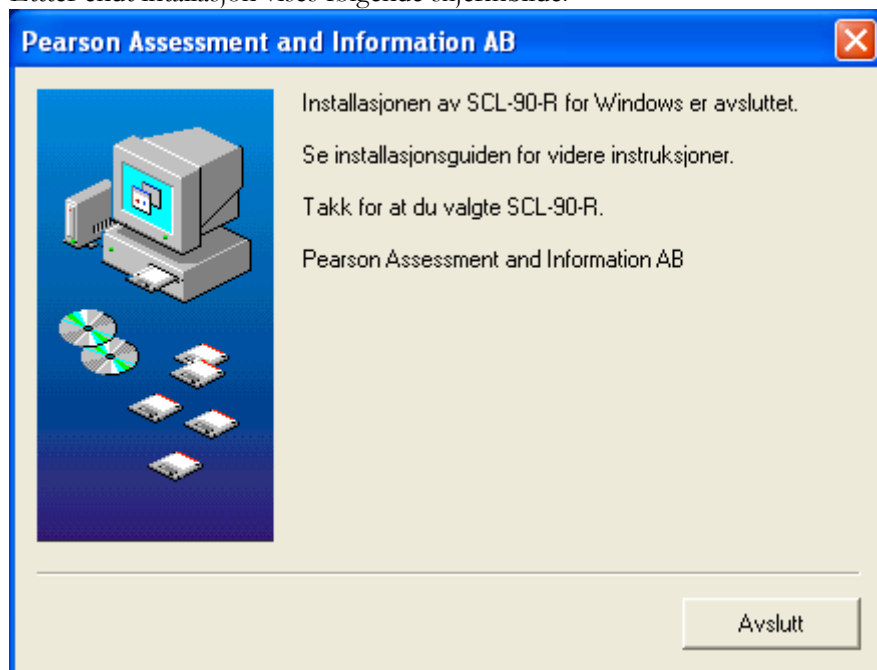 Pearson Assessment and Information AB
Installasjonen av SCL-90-R for Windows er avsluttet.
Se installasjonsguiden for videre instruksjoner.
Takk for at du valgte SCL-90-R.
Pearson Assessment and Information AB
Avslutt